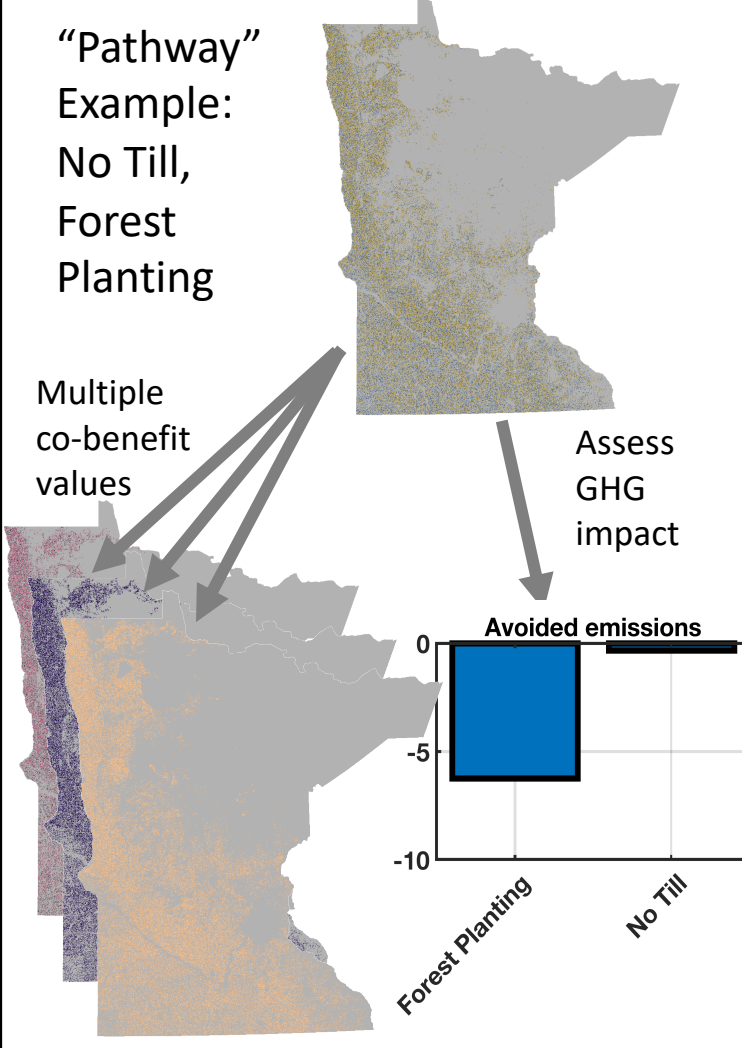 “Pathway”
Example:
No Till,
Forest
Planting
Multiple
co-benefit
values
Assess
GHG
impact
Avoided emissions
0
-5
-10
Forest Planting
No Till